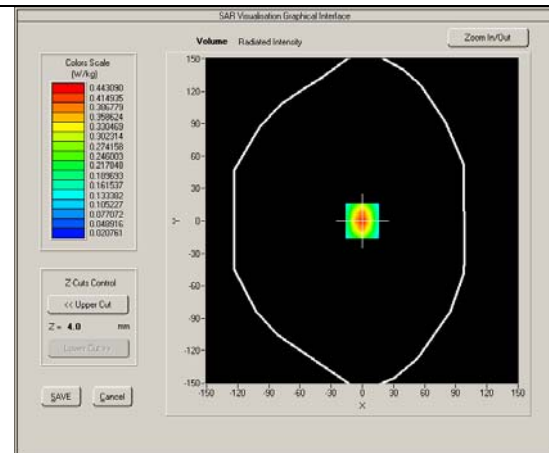 SAR Visualisation Graphical Interface
Volume Radiated Intensity
Zoom In/Out
Colors Scale
(W/kg)
0.443090
0.414935
0.386779
0.358624
0.330469
0.302314
0.274158
0.246003
0.217848
0.189693
0.161537
0.133382
0.105227
0.077072
0.048916
0.020761
Z Cuts Control
<< Upper Cut
Z = 4.0 mm
Lower Cut >>
SAVE Cancel
150
120
90
60
30
0
-30
-60
-90
-120
-150
Y
-150 -120 -90 -60 -30 0 30 60 90 120 150
X